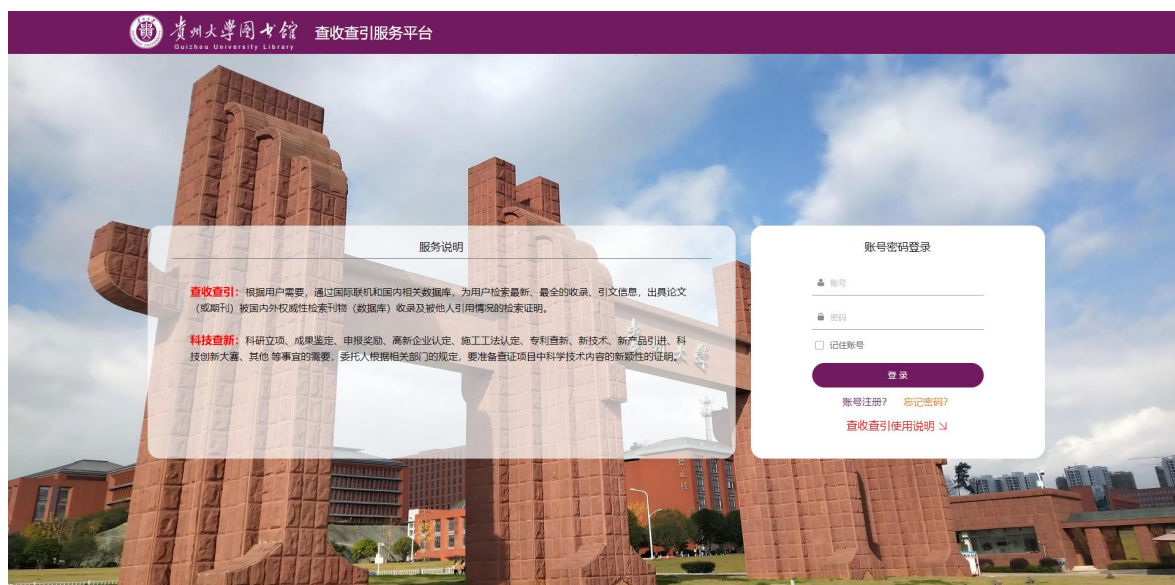 贵州大学图书馆 查收查引服务平台
Guizhou University Library
服务说明
查收查引：根据用户需要，通过国际联机和国内相关数据库，为用户检索最新、最全的收录、引文信息，出具论文
（或期刊）被国内外权威性检索刊物（数据库）收录及被他人引用情况的检索证明。
科技查新：科研立项、成果鉴定、申报奖励、高新企业认定、施工工法认定、专利查新、新技术、新产品引进、科
技创新大赛、其他 等事宜的需要，委托人根据相关部门的规定，要准备查证项目中科学技术内容的新颖性的证明。
账号密码登录
账号
密码
记住账号
登 录
账号注册? 忘记密码?
查收查引使用说明